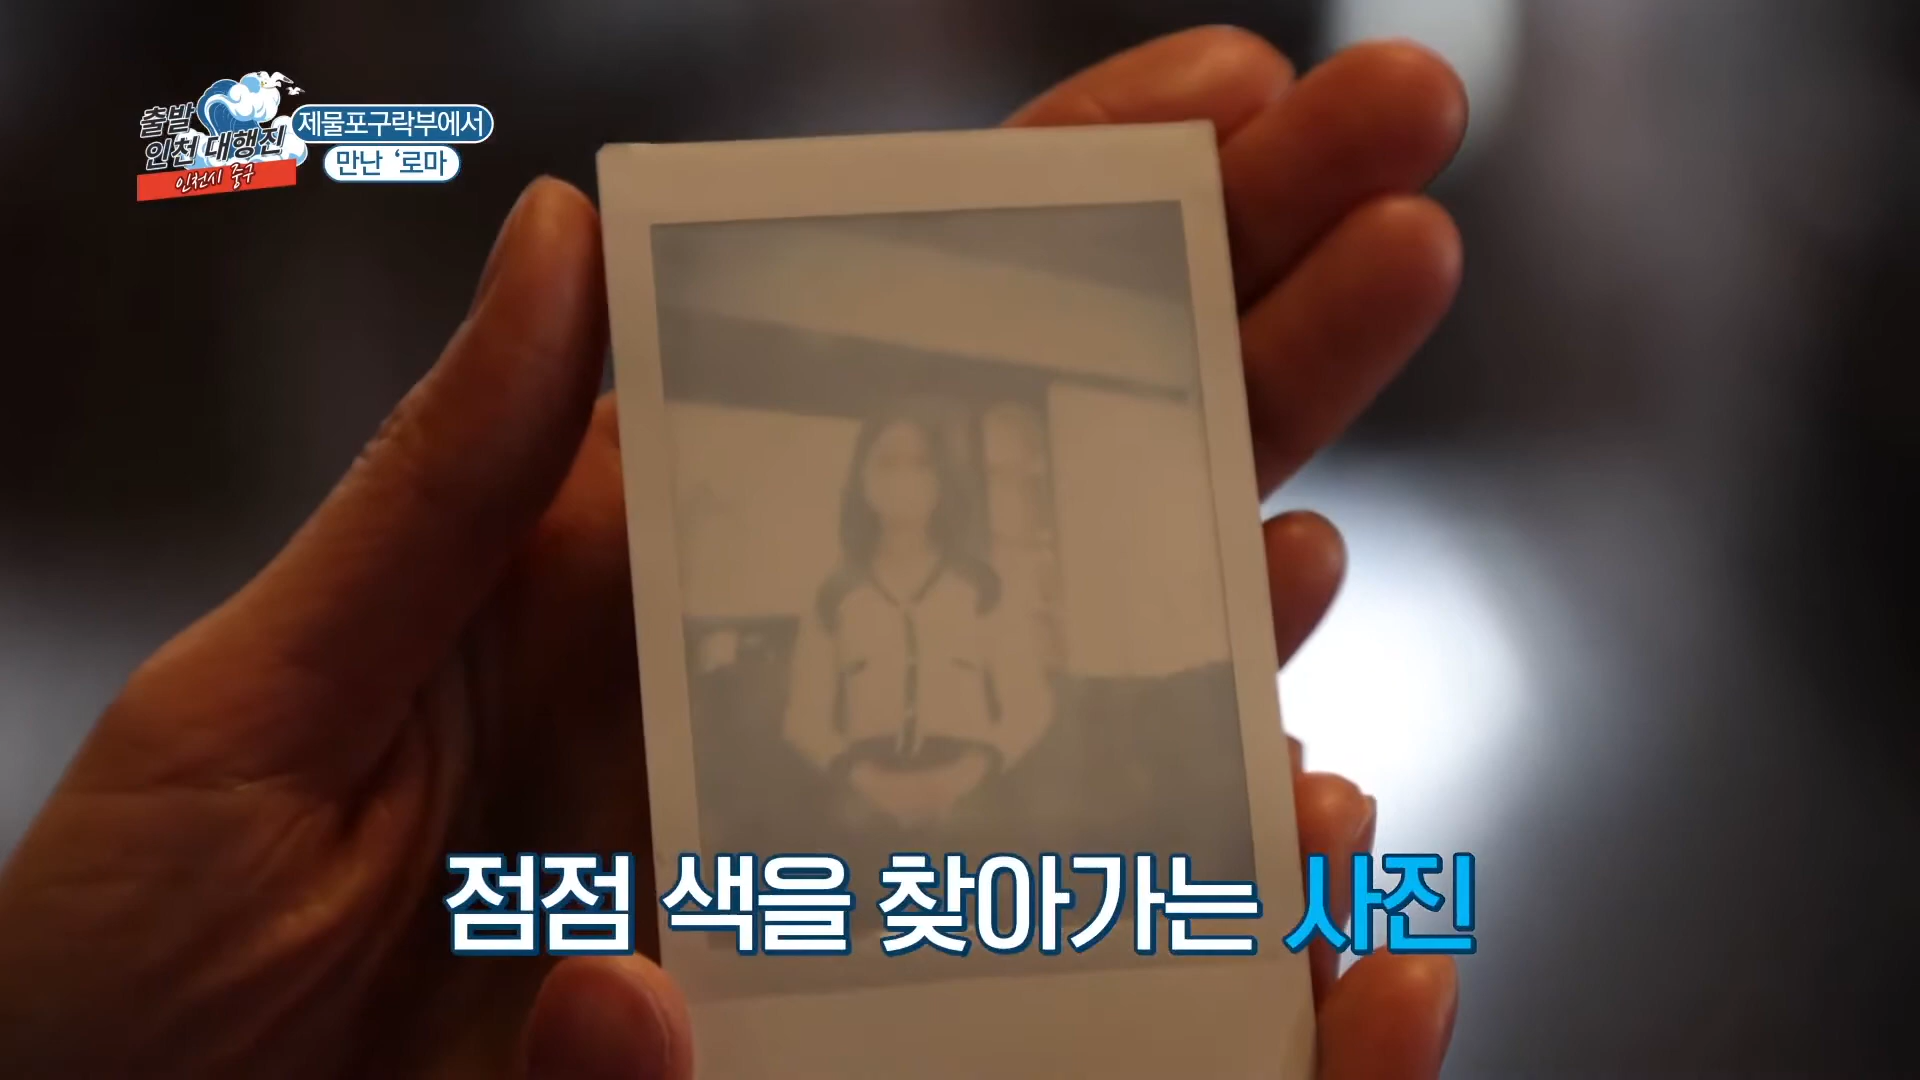 출발
인천 대행진
인천시 중구
제물포구락부에서
만난 ‘로마
점점 색을 찾아가는 사진